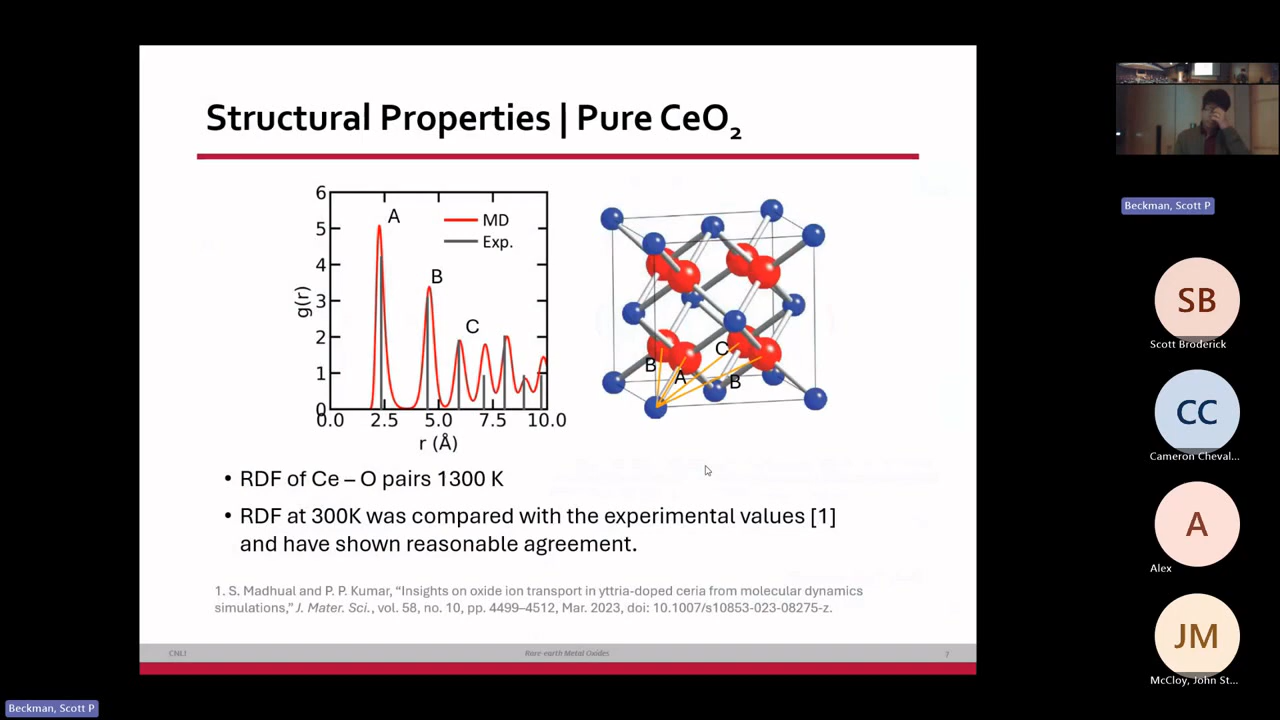 Structural Properties | Pure CeO₂
6
5
4
3
2
1
0
g(r)
A
B
C
MD
Exp.
0.0 2.5 5.0 7.5 10.0
r (Å)
B
A
C
B
• RDF of Ce – O pairs 1300 K
• RDF at 300K was compared with the experimental values [1]
and have shown reasonable agreement.
1. S. Madhual and P. P. Kumar, “Insights on oxide ion transport in yttria-doped ceria from molecular dynamics
simulations,” J. Mater. Sci., vol. 58, no. 10, pp. 4499–4512, Mar. 2023, doi: 10.1007/s10853-023-08275-z.
Rare-earth Metal Oxides
7
Beckman, Scott P
SB
Scott Broderick
CC
Cameron Cheval...
A
Alex
JM
McCloy, John St...
Beckman, Scott P